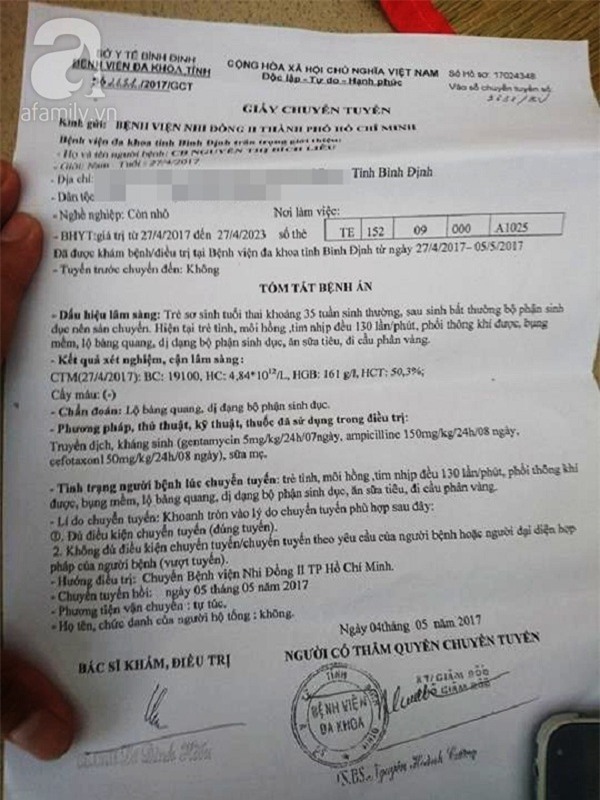 SỞ Y TẾ BÌNH ĐỊNH
BỆNH VIỆN ĐA KHOA TỈNH
/2017/GCT
CỘNG HÒA XÃ HỘI CHỦ NGHĨA VIỆT NAM
Độc lập -Tự do- Hạnh phúc
Số Hồ sơ: 17024348
Vào sổ chuyển tuyến số:
afamily.vn
GIẤY CHUYỂN TUYẾN
Kính gửi: BỆNH VIỆN NHI ĐỒNG II THÀNH PHỐ HỒ CHÍ MINH
Bệnh viện đa khoa tỉnh Bình Định trân trọng giới thiệu:
- Họ và tên người bệnh: CB NGUYỄN THỊ BÍCH LIỄU
- Giới: Nam Tuổi : 27/4/2017
- Địa chỉ: Tỉnh Bình Định
- Dân tộc
- Nghề nghiệp: Còn nhỏ Nơi làm việc:
- BHYT:giá trị từ 27/4/2017 đến 27/4/2023 số thẻ TE 152 09 000 A1025
Đã được khám bệnh/điều trị tại Bệnh viện đa khoa tỉnh Bình Định từ ngày 27/4/2017– 05/5/2017
- Tuyến trước chuyển đến: Không
TÓM TẮT BỆNH ÁN
- Dấu hiệu lâm sàng: Trẻ sơ sinh tuổi thai khoảng 35 tuần sinh thường, sau sinh bất thường bộ phận sinh
dục nên sản chuyển. Hiện tại trẻ tỉnh, môi hồng ,tim nhịp đều 130 lần/phút, phổi thông khí được, bụng
mềm, lộ bàng quang, dị dạng bộ phận sinh dục, ăn sữa tiêu, đi cầu phân vàng.
- Kết quả xét nghiệm, cận lâm sàng :
CTM(27/4/2017): BC: 19100, HC: 4,84*10¹²/L, HGB: 161 g/l, HCT: 50,3%;
Cấy máu: (-)
- Chẩn đoán: Lộ bàng quang, dị dạng bộ phận sinh dục.
- Phương pháp, thủ thuật, kỹ thuật, thuốc đã sử dụng trong điều trị:
Truyền dịch, kháng sinh (gentamycin 5mg/kg/24h/07ngày, ampicilline 150mg/kg/24h/08 ngày,
cefotaxon150mg/kg/24h/08 ngày), sữa mẹ.
- Tình trạng người bệnh lúc chuyển tuyến: trẻ tỉnh, môi hồng ,tim nhịp đều 130 lần/phút, phổi thông khí
được, bụng mềm, lộ bàng quang, dị dạng bộ phận sinh dục, ăn sữa tiêu, đi cầu phân vàng.
- Lí do chuyển tuyến: Khoanh tròn vào lý do chuyển tuyến phù hợp sau đây:
①. Đủ điều kiện chuyển tuyến (đúng tuyến).
2. Không đủ điều kiện chuyển tuyến/chuyển tuyến theo yêu cầu của người bệnh hoặc người đại diện hợp
pháp của người bệnh (vượt tuyến).
- Hướng điều trị: Chuyển Bệnh viện Nhi Đồng II TP Hồ Chí Minh.
- Chuyển tuyến hồi: ngày 05 tháng 05 năm 2017
- Phương tiện vận chuyển : tự túc.
- Họ tên, chức danh của người hộ tống : không.
Ngày 04tháng 05 năm 2017
BÁC SĨ KHÁM, ĐIỀU TRỊ
NGƯỜI CÓ THẨM QUYỀN CHUYỂN TUYẾN
KT/GIÁM ĐỐC
GIÁM ĐỐC
TỈNH
BỆNH VIỆN
ĐA KHOA